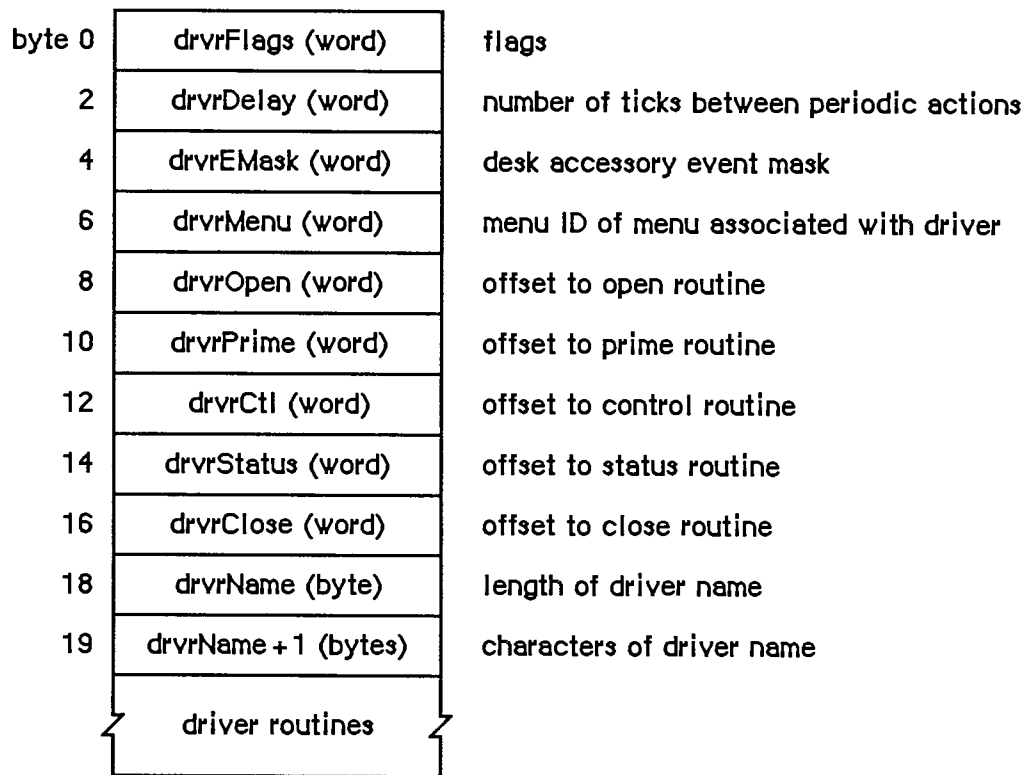 byte 0 drvrFlags (word) flags
2 drvrDelay (word) number of ticks between periodic actions
4 drvrEMask (word) desk accessory event mask
6 drvrMenu (word) menu ID of menu associated with driver
8 drvrOpen (word) offset to open routine
10 drvrPrime (word) offset to prime routine
12 drvrCtl (word) offset to control routine
14 drvrStatus (word) offset to status routine
16 drvrClose (word) offset to close routine
18 drvrName (byte) length of driver name
19 drvrName + 1 (bytes) characters of driver name
driver routines